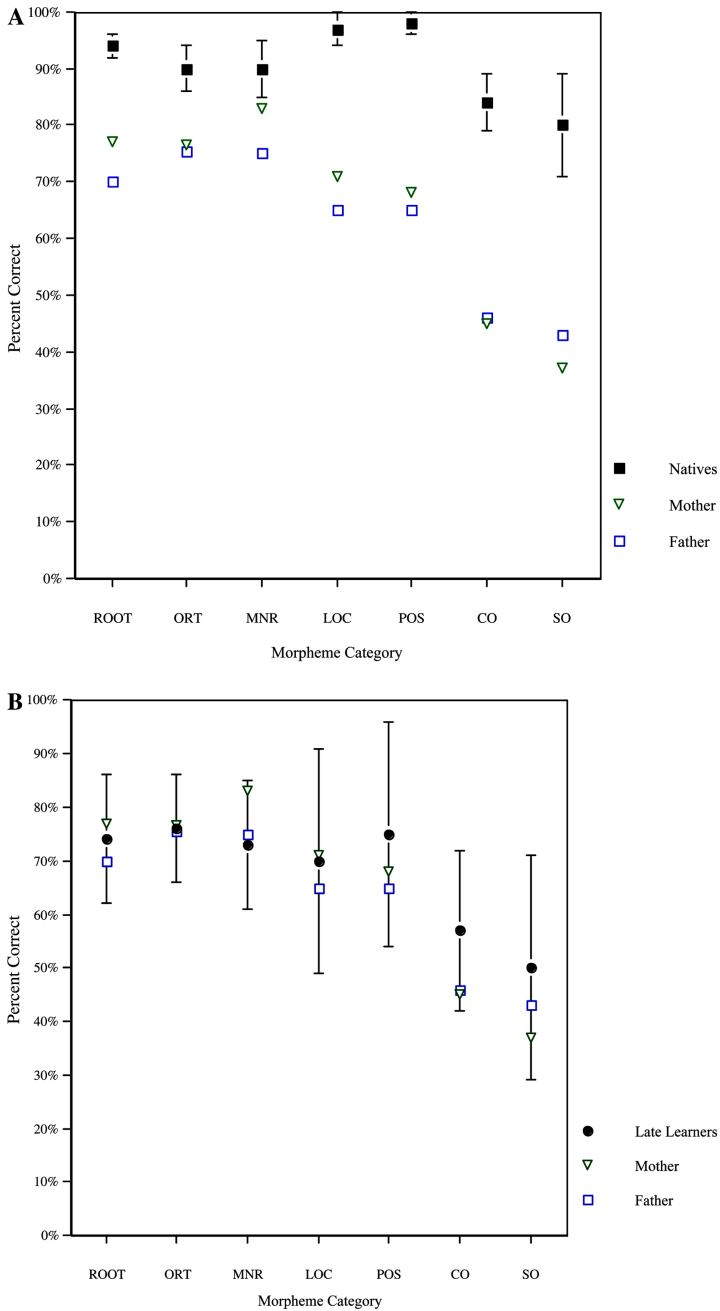 A
100%
90%
80%
70%
60%
50%
40%
30%
20%
10%
0%
Percent Correct
ROOT ORT MNR LOC POS CO SO
Morpheme Category
Natives
Mother
Father
B
100%
90%
80%
70%
60%
50%
40%
30%
20%
10%
0%
Percent Correct
ROOT ORT MNR LOC POS CO SO
Morpheme Category
Late Learners
Mother
Father